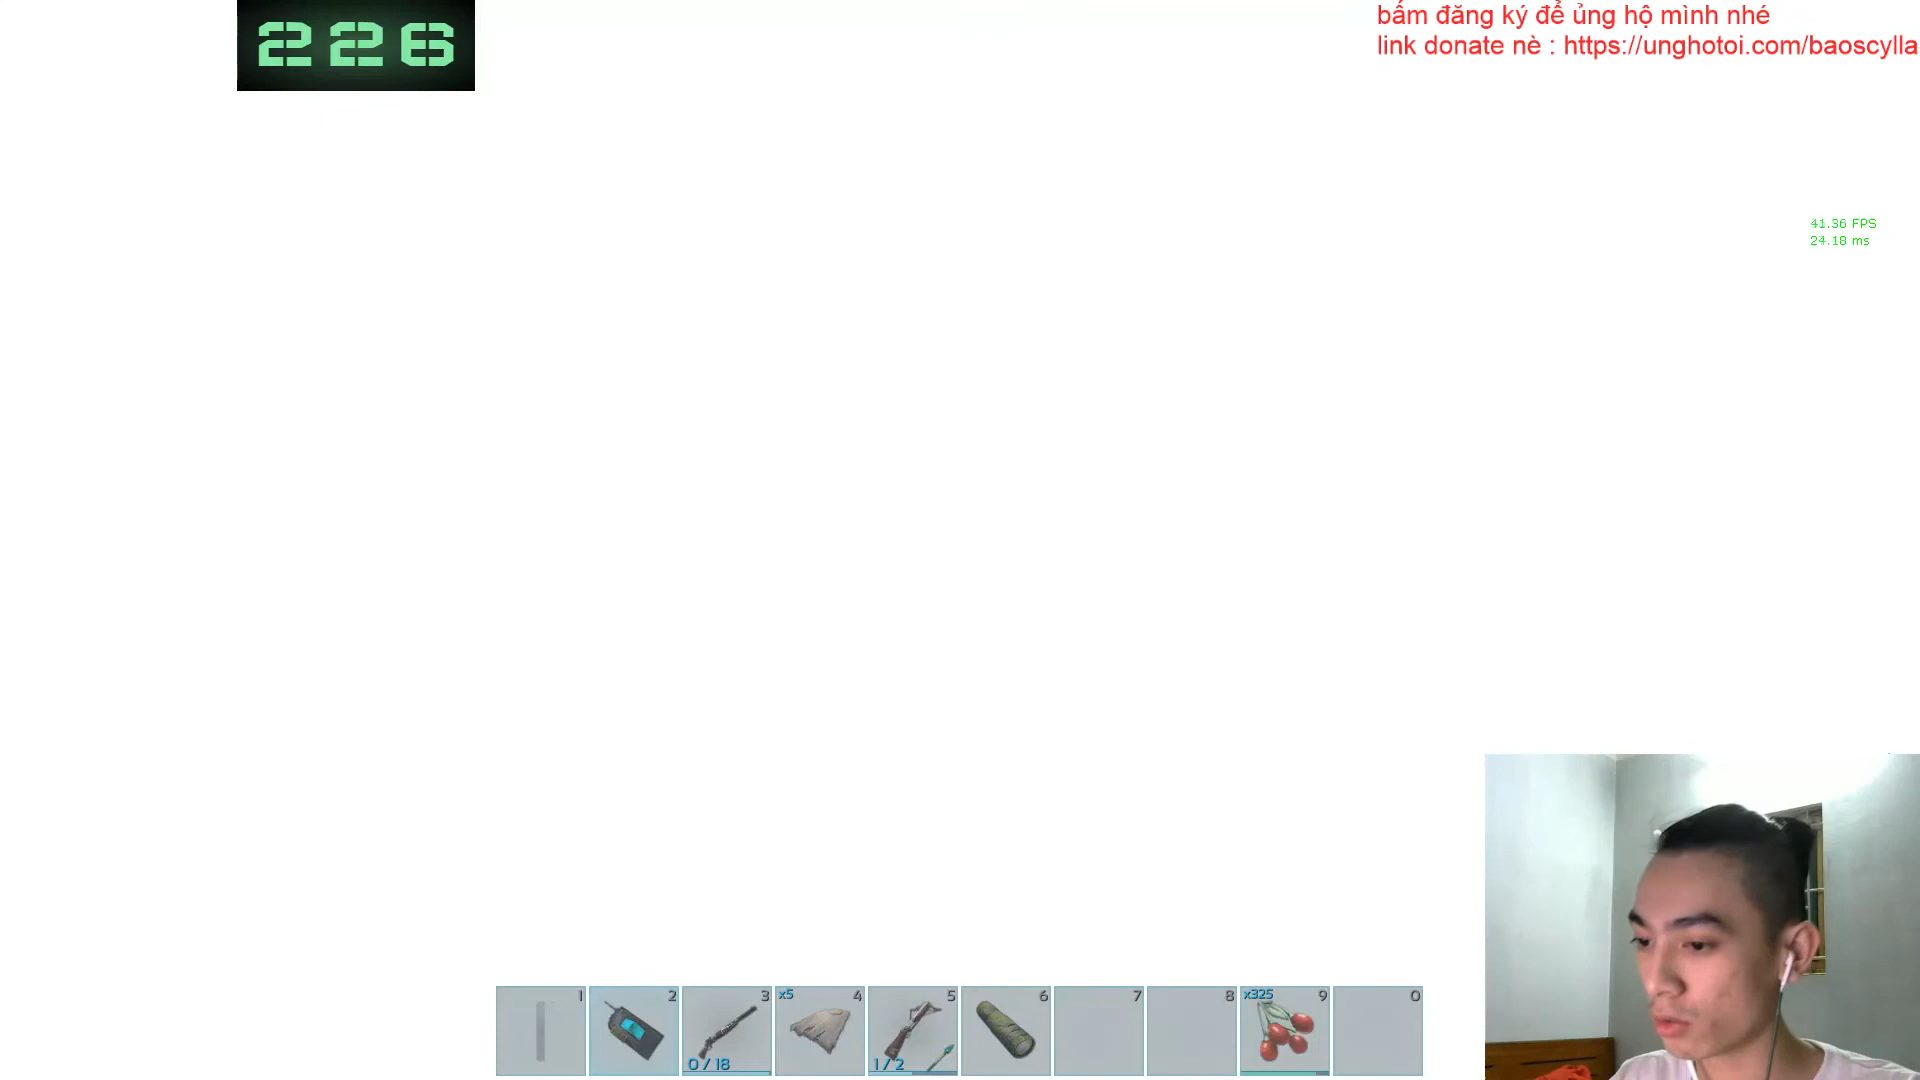 226
bấm đăng ký để ủng hộ mình nhé
link donate nè : https://unghotoi.com/baoscylla
41.36 FPS
24.18 ms
1
2
3
0 / 18
x5
4
5
1 / 2
6
7
8
x325
9
0